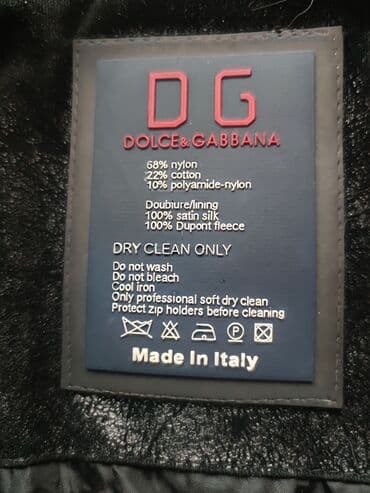 D G
DOLCE&GABBANA
68% nylon
22% cotton
10% polyamide-nylon
Doublure/lining
100% satin silk
100% Dupont fleece
DRY CLEAN ONLY
Do not wash
Do not bleach
Cool iron
Only professional soft dry clean
Protect zip holders before cleaning
P
Made In Italy